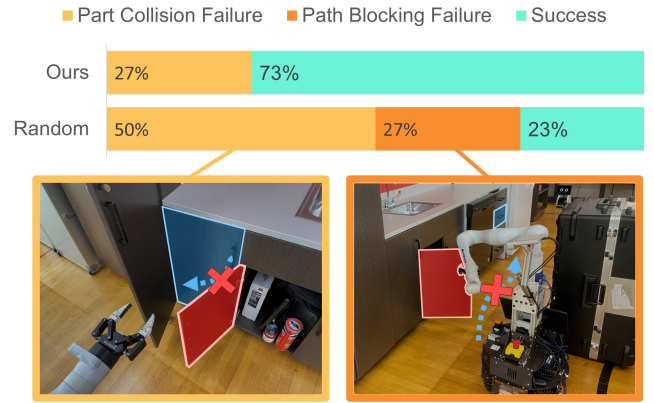 Part Collision Failure Path Blocking Failure Success
Ours 27% 73%
Random 50% 27% 23%